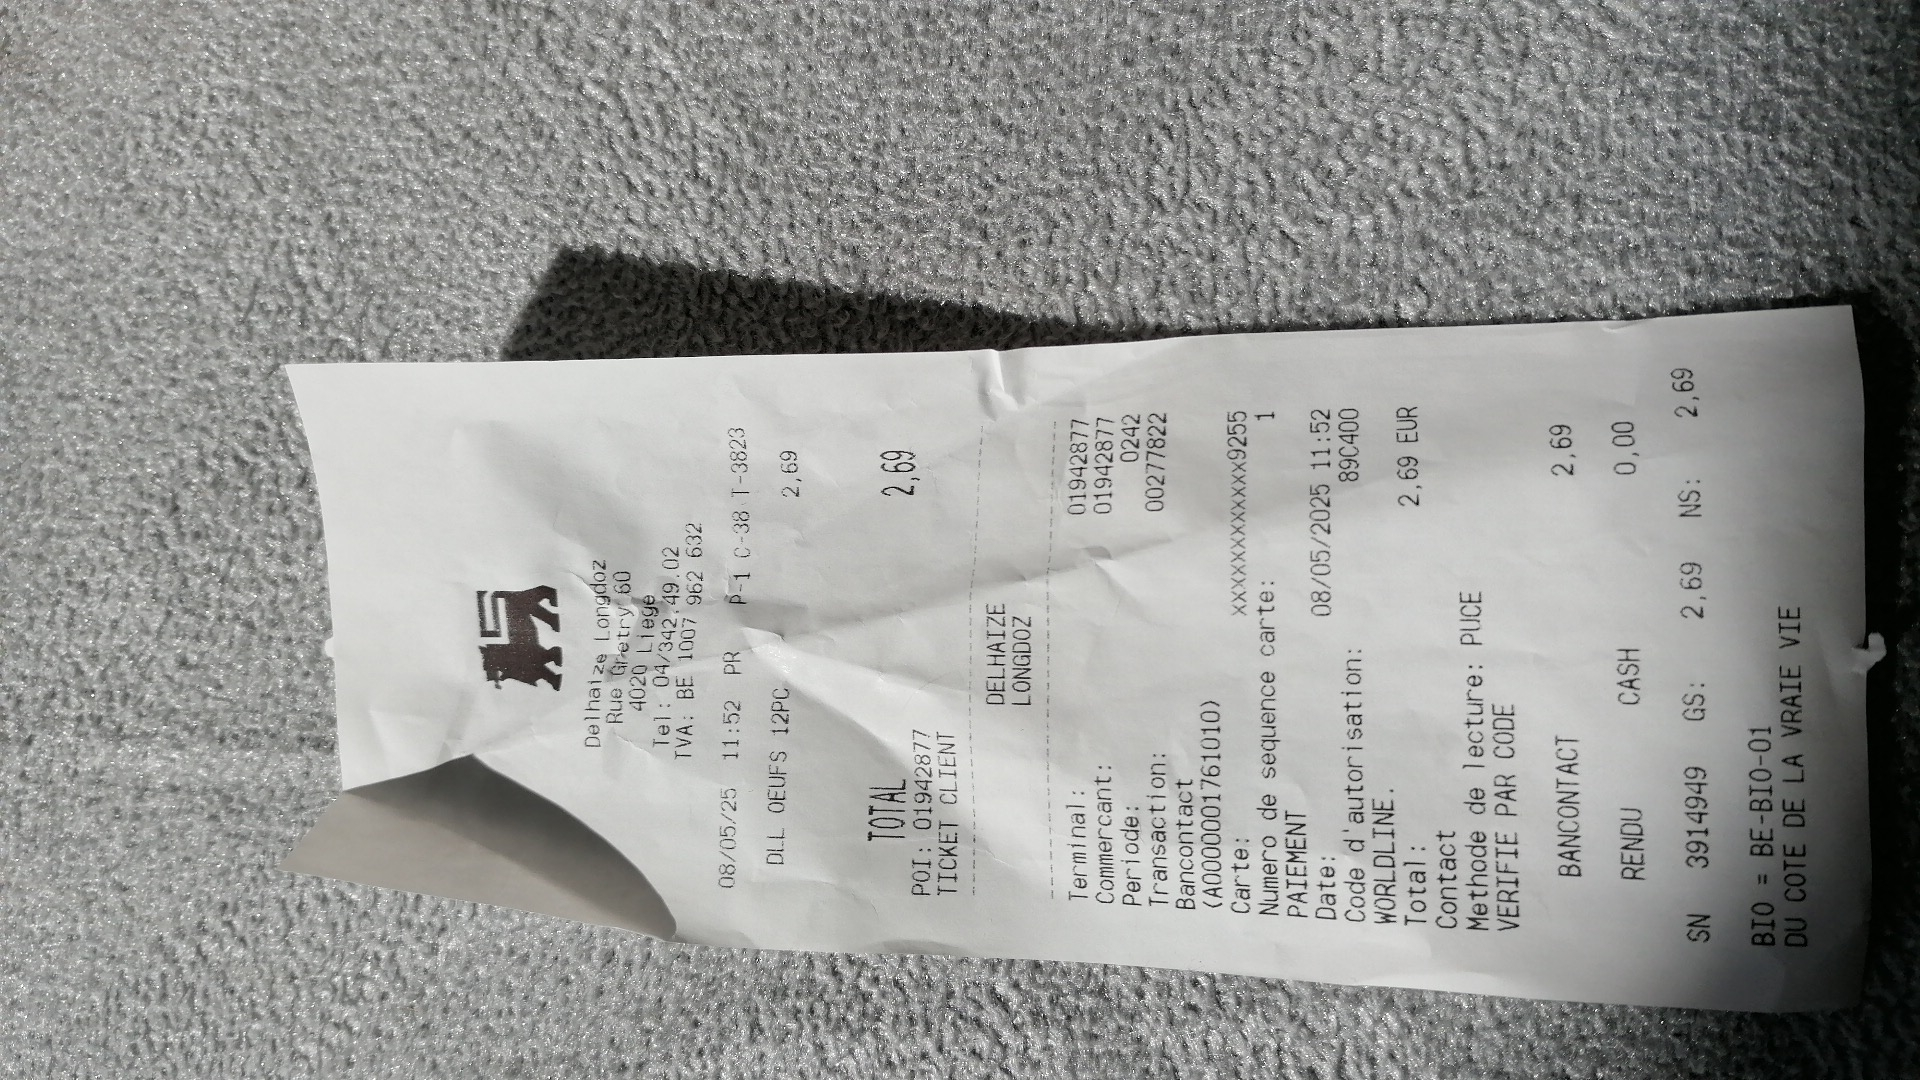 Delhaize Longdoz
Rue Gretry 60
4020 Liege
Tel: 04/342.49.02
TVA: BE 1007 962 632
08/05/25 11:52 PR P-1 C-38 T-3823
DLL OEUFS 12PC 2,69
TOTAL 2,69
POI: 01942877
TICKET CLIENT
DELHAIZE
LONGDOZ
Terminal: 01942877
Commercant: 01942877
Periode: 0242
Transaction: 00277822
Bancontact
(A0000001761010)
Carte: xxxxxxxxxxxxxxx9255
Numero de sequence carte: 1
PAIEMENT
Date: 08/05/2025 11:52
Code d'autorisation: 89C400
WORLDLINE.
Total: 2,69 EUR
Contact
Methode de lecture: PUCE
VERIFIE PAR CODE
BANCONTACT 2,69
RENDU CASH 0,00
SN 3914949 GS: 2,69 NS: 2,69
BIO = BE-BIO-01
DU COTE DE LA VRAIE VIE